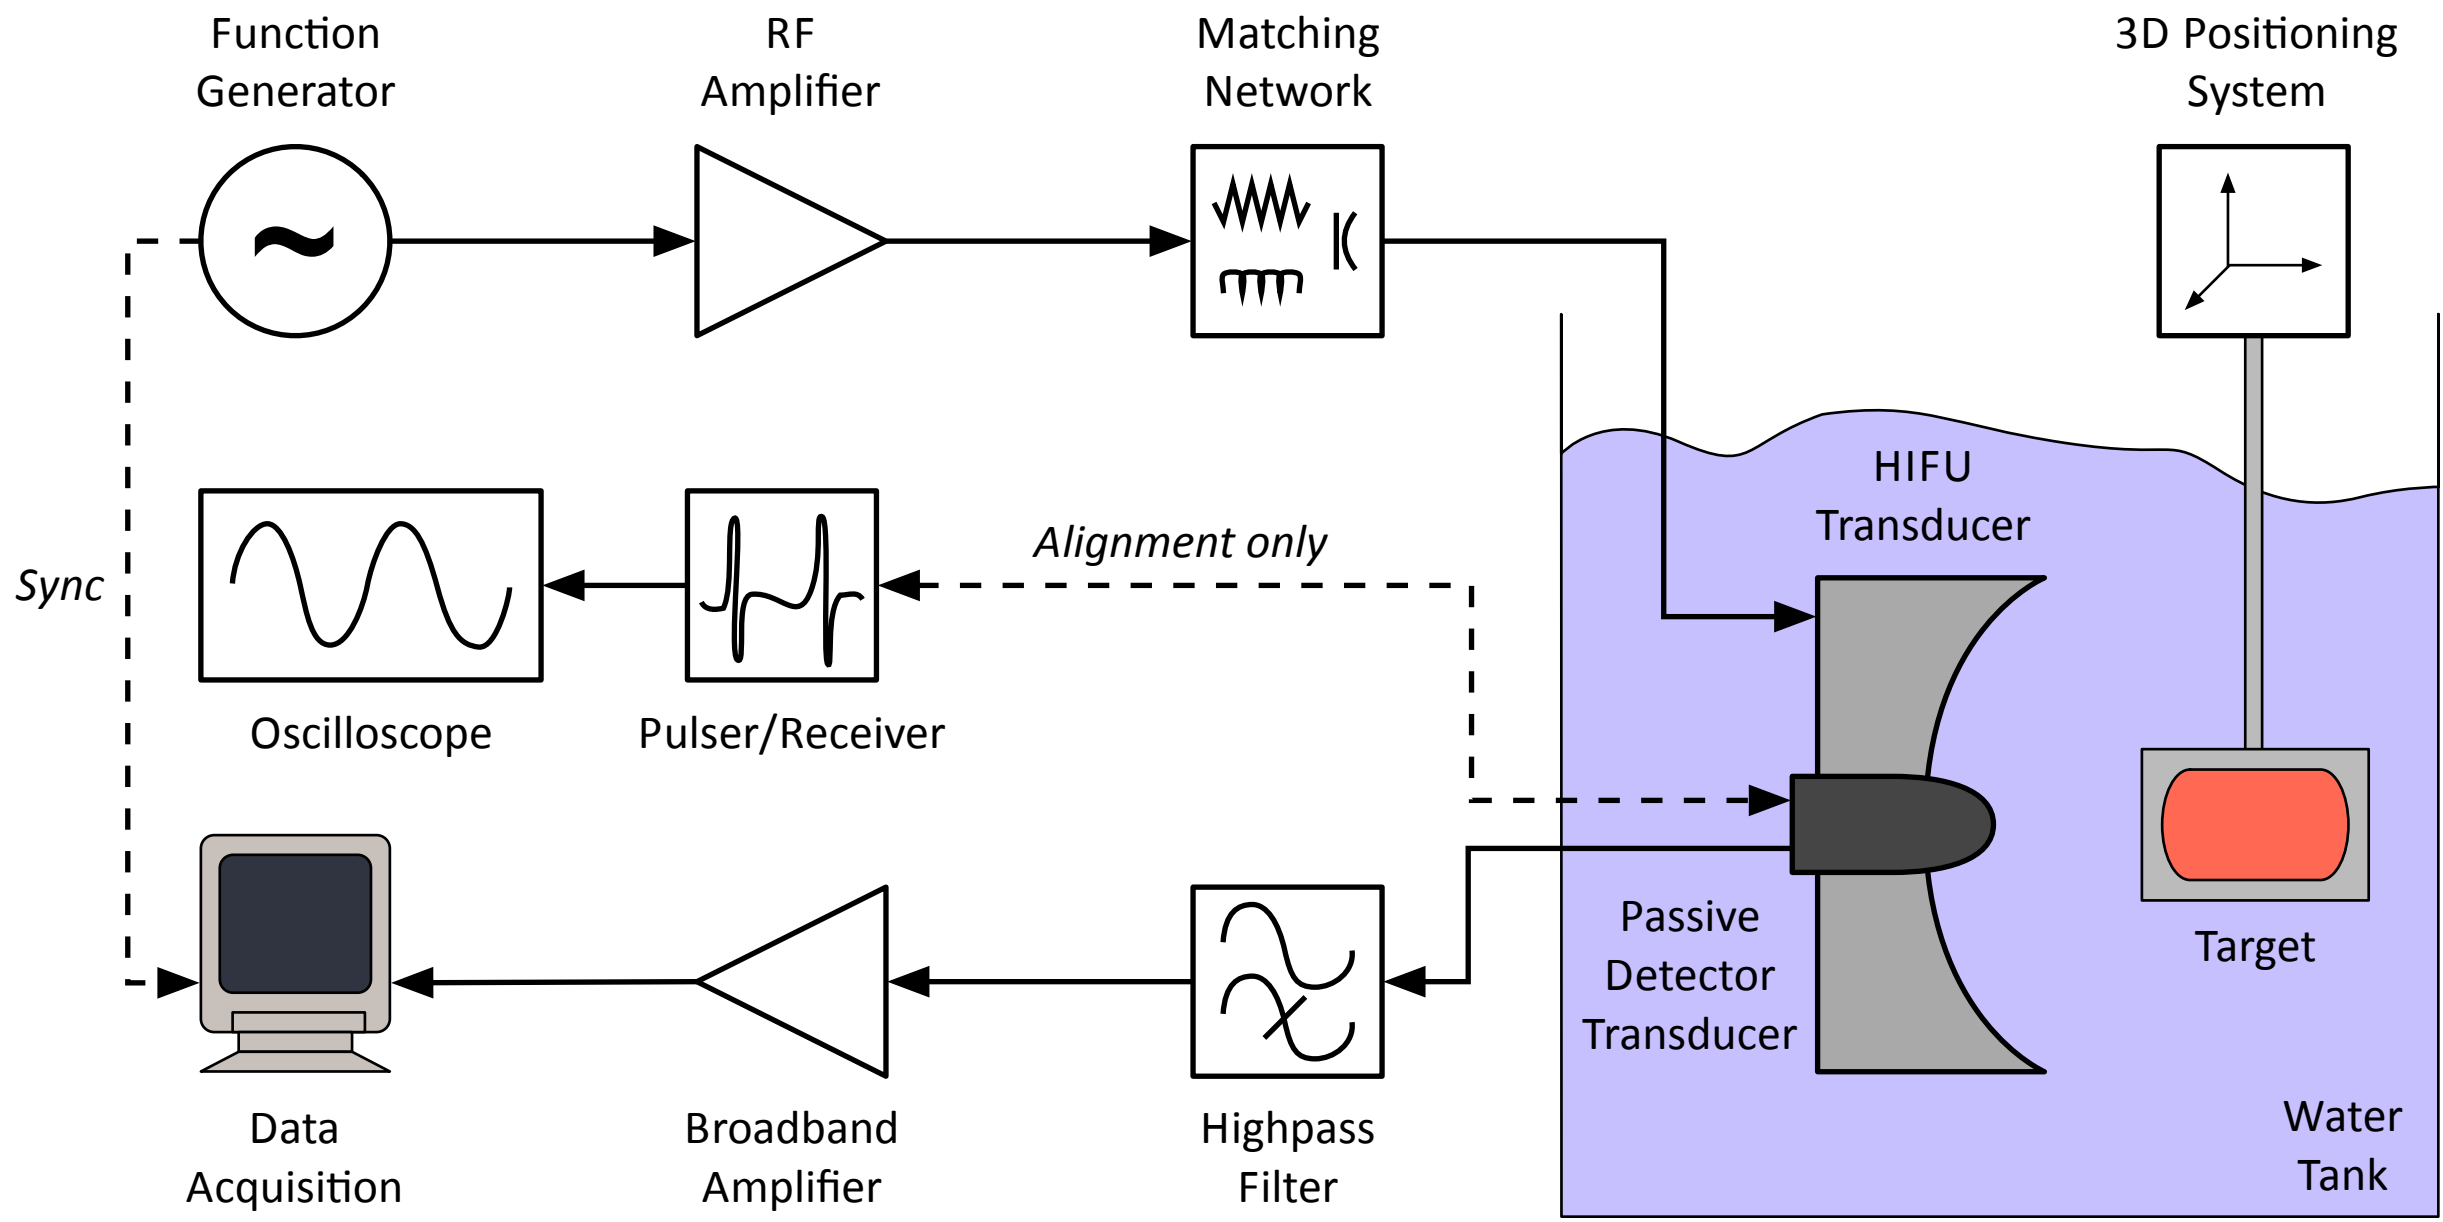 Function
Generator
RF
Amplifier
Matching
Network
3D Positioning
System
HIFU
Transducer
Alignment only
Sync
Oscilloscope
Pulser/Receiver
Passive
Detector
Transducer
Target
Data
Acquisition
Broadband
Amplifier
Highpass
Filter
Water
Tank